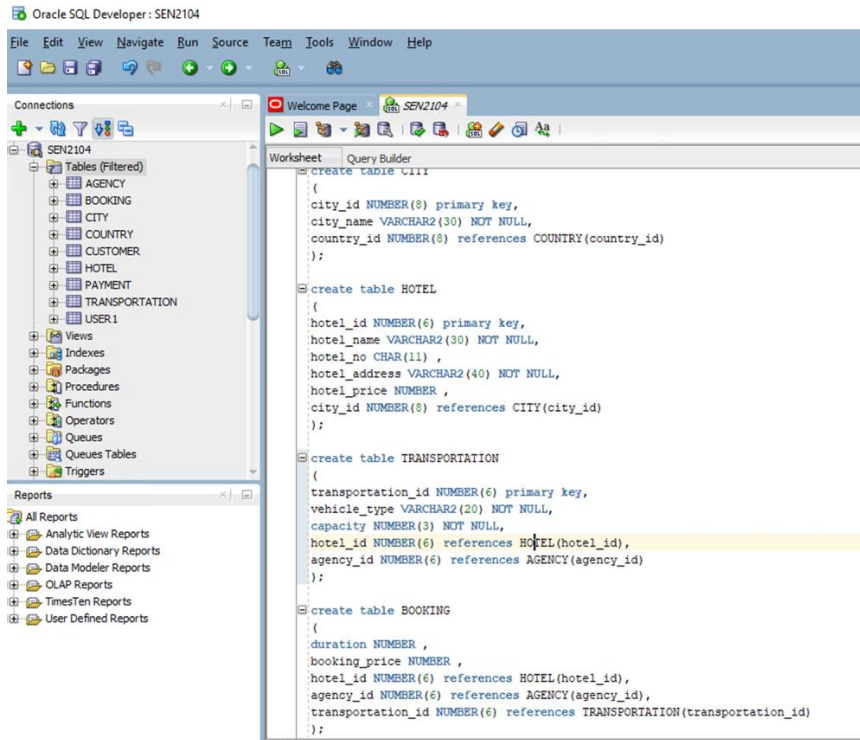 Oracle SQL Developer : SEN2104
File Edit View Navigate Run Source Team Tools Window Help
Connections
SEN2104
Tables (Filtered)
AGENCY
BOOKING
CITY
COUNTRY
CUSTOMER
HOTEL
PAYMENT
TRANSPORTATION
USER1
Views
Indexes
Packages
Procedures
Functions
Operators
Queues
Queues Tables
Triggers
Reports
All Reports
Analytic View Reports
Data Dictionary Reports
Data Modeler Reports
OLAP Reports
TimesTen Reports
User Defined Reports
Welcome Page SEN2104
Worksheet Query Builder
create table CITY
(
city_id NUMBER(8) primary key,
city_name VARCHAR2(30) NOT NULL,
country_id NUMBER(8) references COUNTRY(country_id)
);
create table HOTEL
(
hotel_id NUMBER(6) primary key,
hotel_name VARCHAR2(30) NOT NULL,
hotel_no CHAR(11) ,
hotel_address VARCHAR2(40) NOT NULL,
hotel_price NUMBER ,
city_id NUMBER(8) references CITY(city_id)
);
create table TRANSPORTATION
(
transportation_id NUMBER(6) primary key,
vehicle_type VARCHAR2(20) NOT NULL,
capacity NUMBER(3) NOT NULL,
hotel_id NUMBER(6) references HOTEL(hotel_id),
agency_id NUMBER(6) references AGENCY(agency_id)
);
create table BOOKING
(
duration NUMBER ,
booking_price NUMBER ,
hotel_id NUMBER(6) references HOTEL(hotel_id),
agency_id NUMBER(6) references AGENCY(agency_id),
transportation_id NUMBER(6) references TRANSPORTATION(transportation_id)
);